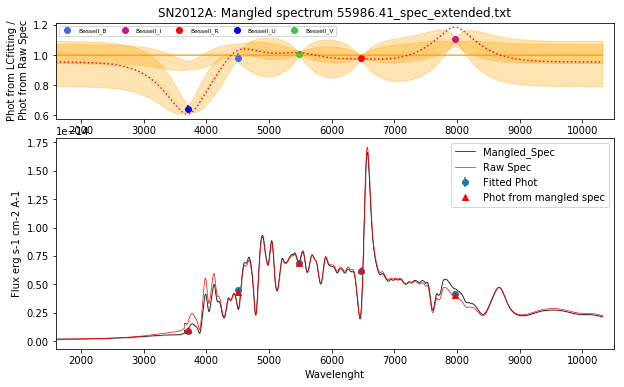 SN2012A: Mangled spectrum 55986.41_spec_extended.txt
Phot from LCfitting /
Phot from Raw Spec
1.2
1.0
0.8
0.6
Bessell_B
Bessell_I
Bessell_R
Bessell_U
Bessell_V
2000 3000 4000 5000 6000 7000 8000 9000 10000
1e−14
Flux erg s-1 cm-2 A-1
1.75
1.50
1.25
1.00
0.75
0.50
0.25
0.00
Mangled_Spec
Raw Spec
Fitted Phot
Phot from mangled spec
2000 3000 4000 5000 6000 7000 8000 9000 10000
Wavelenght